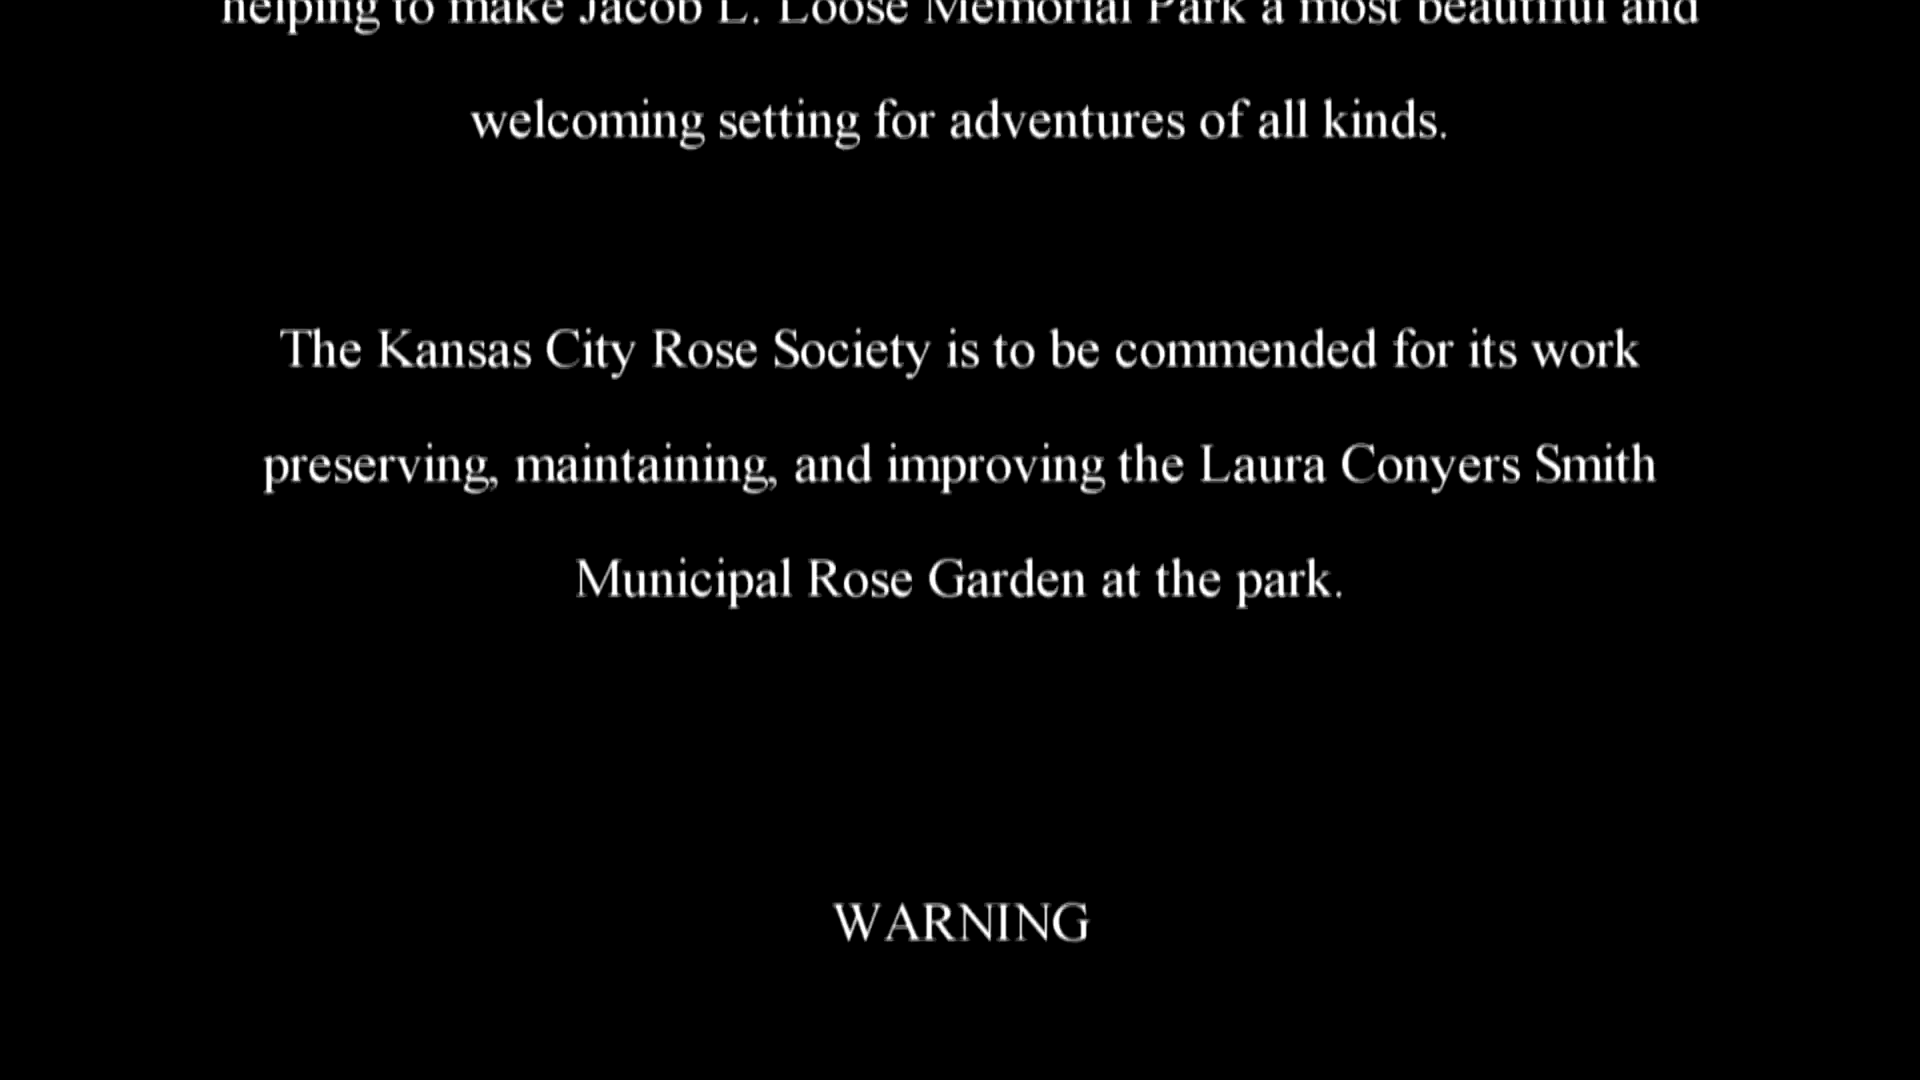 helping to make Jacob L. Loose Memorial Park a most beautiful and
welcoming setting for adventures of all kinds.
The Kansas City Rose Society is to be commended for its work
preserving, maintaining, and improving the Laura Conyers Smith
Municipal Rose Garden at the park.
WARNING